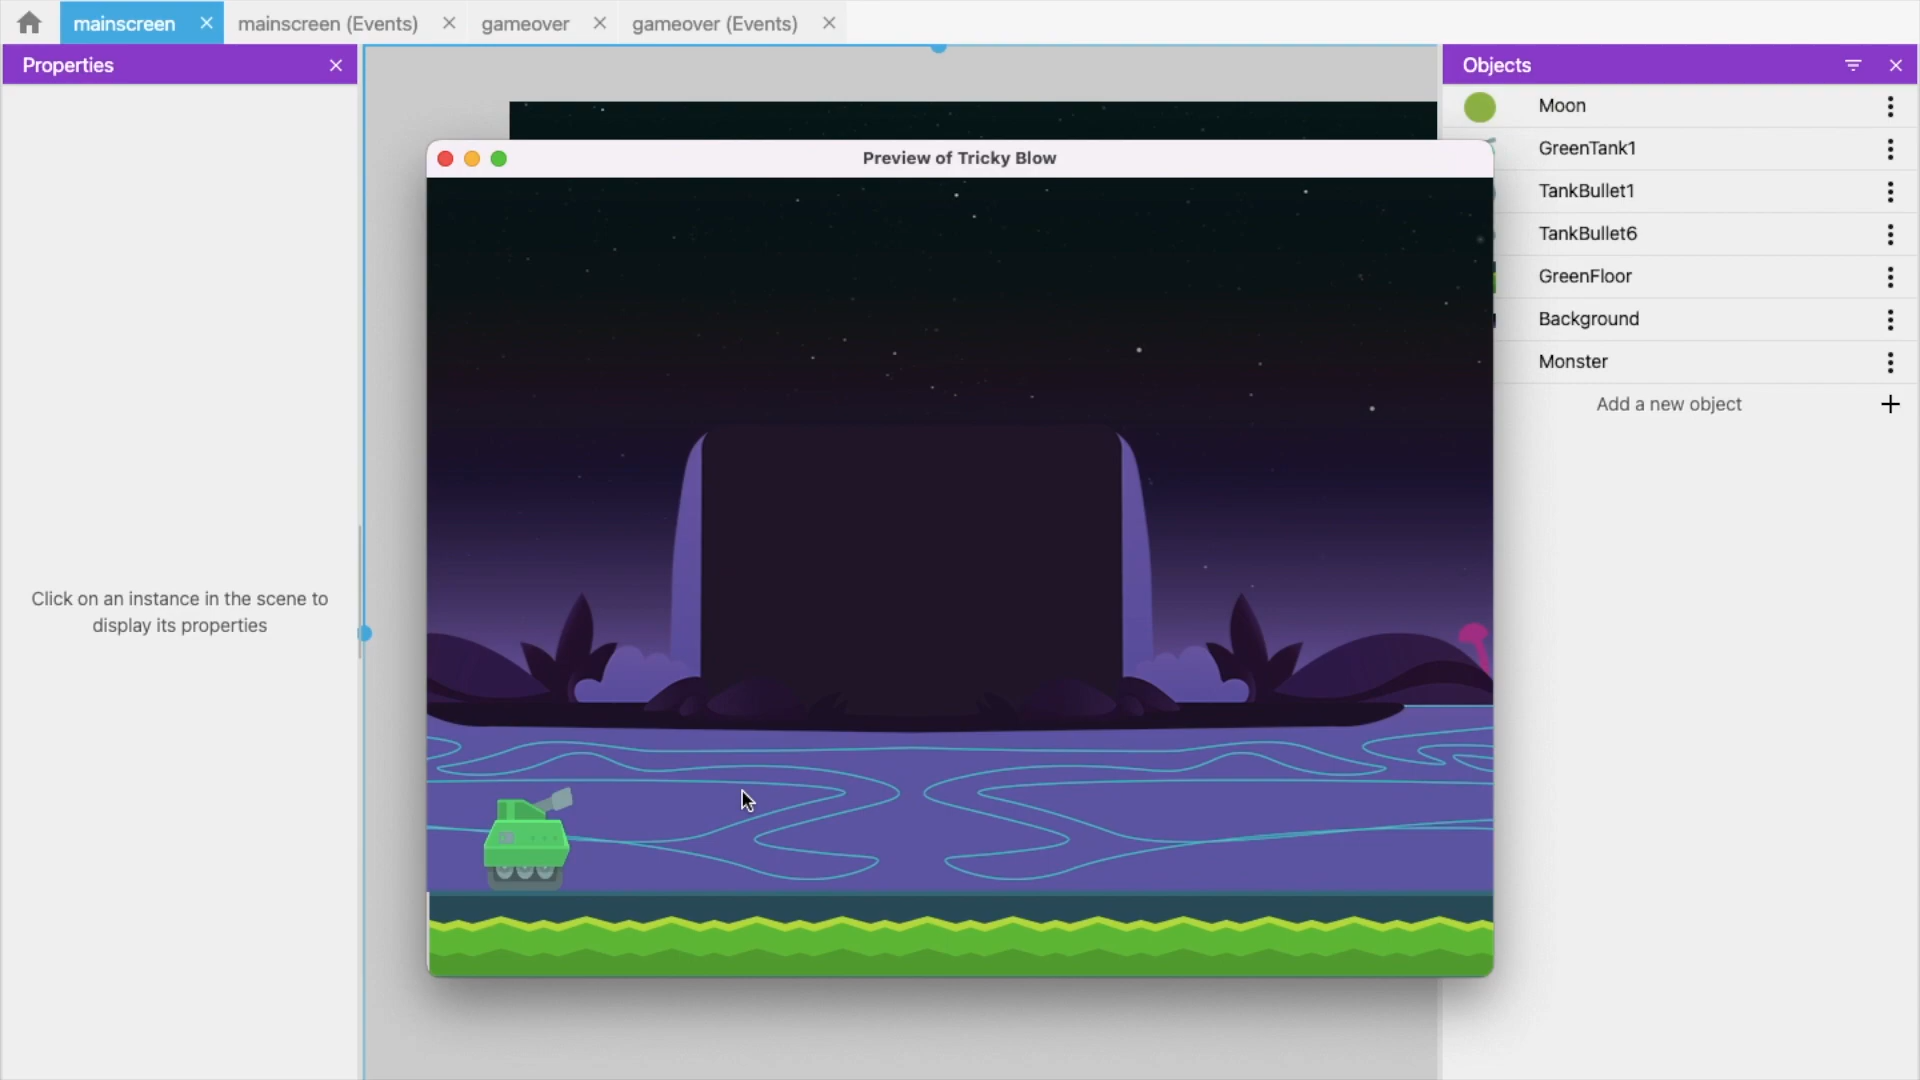 mainscreen
mainscreen (Events)
gameover
gameover (Events)
Properties
Objects
Moon
GreenTank1
TankBullet1
TankBullet6
GreenFloor
Background
Monster
Add a new object
Preview of Tricky Blow
Click on an instance in the scene to
display its properties